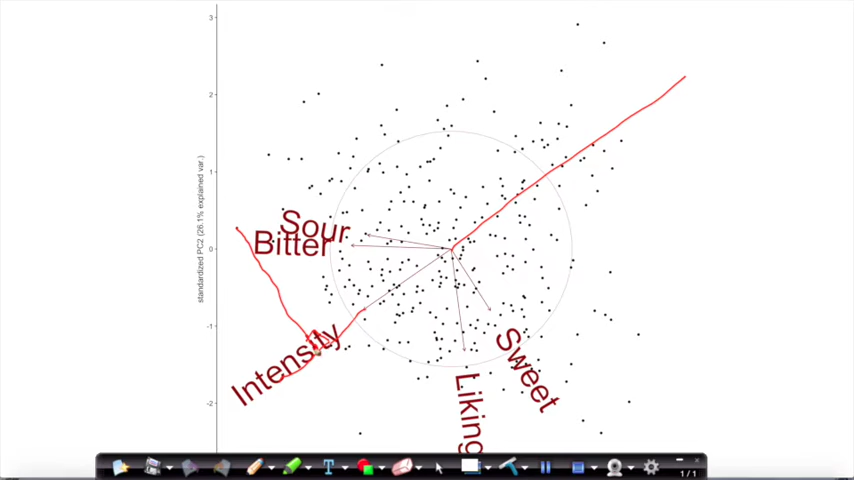 3
2
1
0
-1
-2
standardized PC2 (26.1% explained var.)
Sour
Bitter
Intensity
Sweet
Liking
T
1 / 1